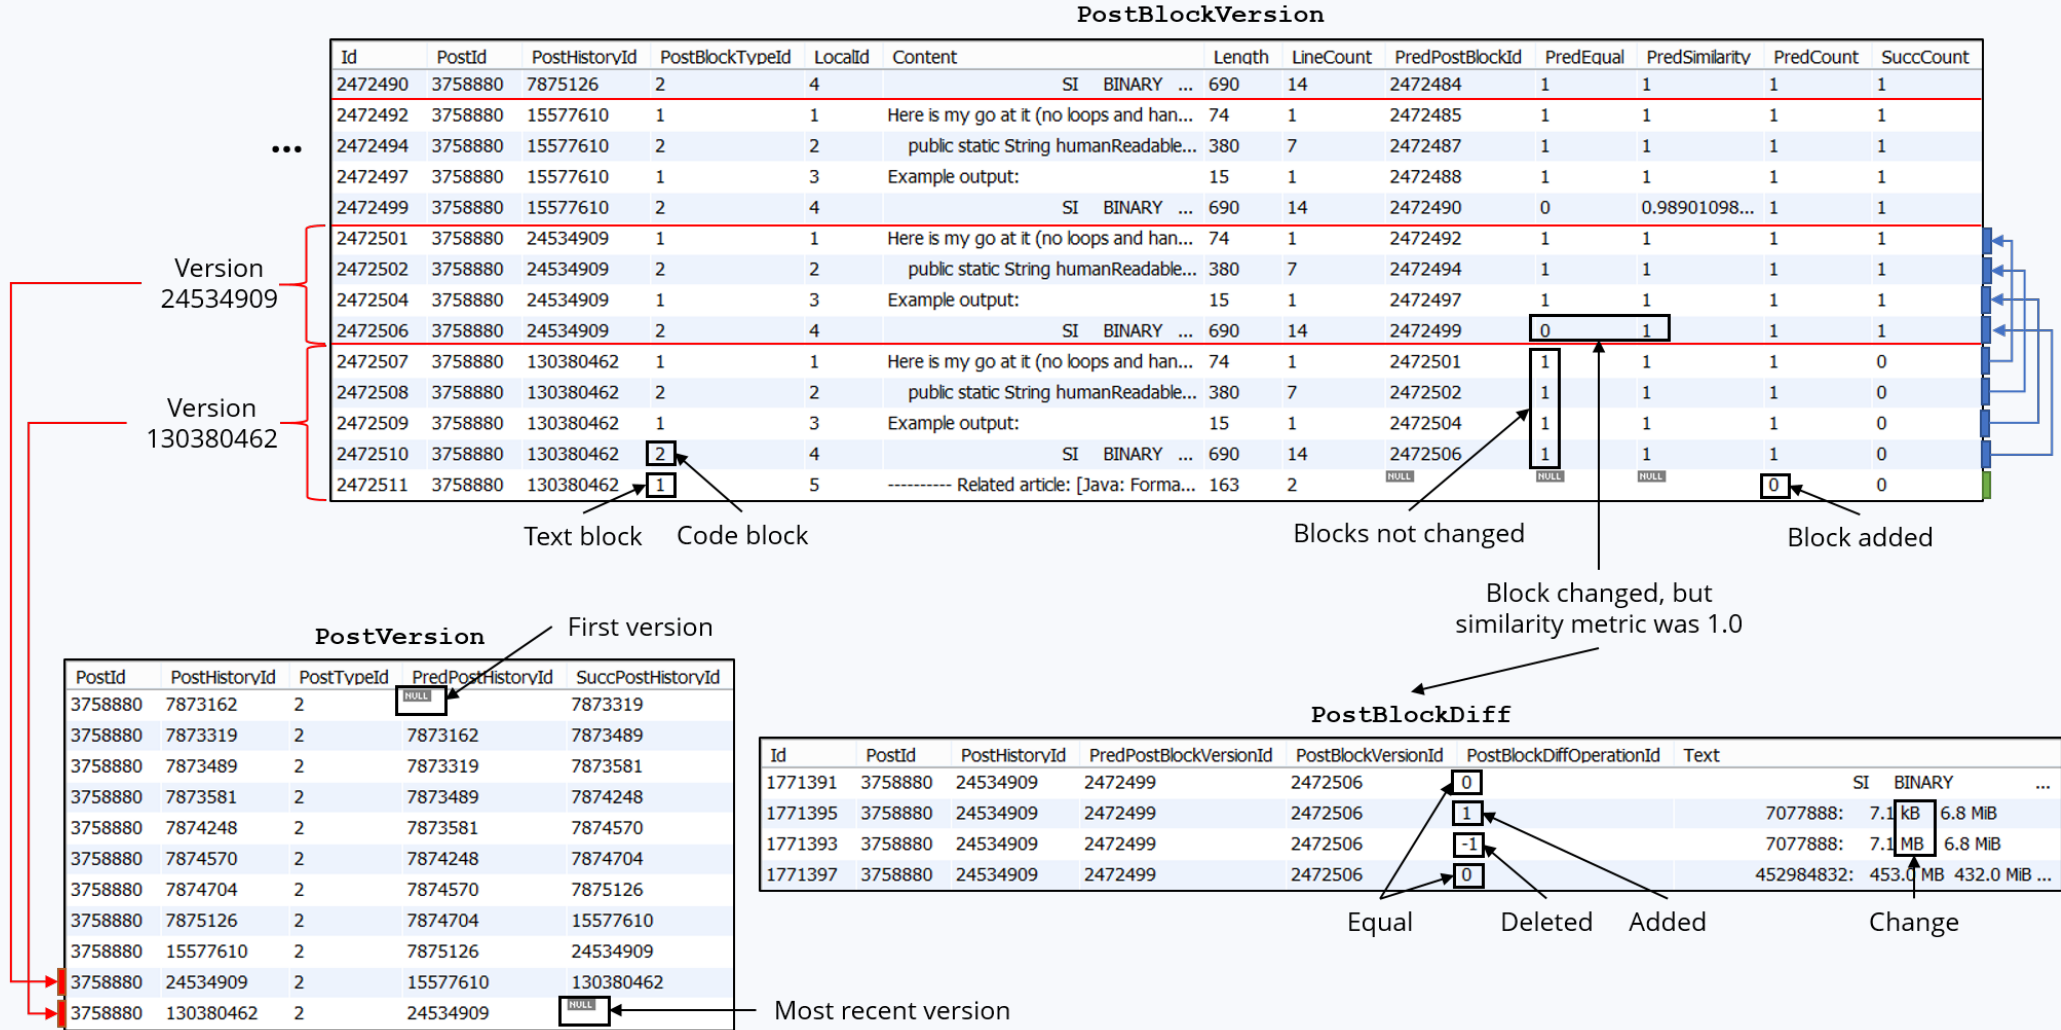 PostBlockVersion
Id PostId PostHistoryId PostBlockTypeId LocalId Content Length LineCount PredPostBlockId PredEqual PredSimilarity PredCount SuccCount
2472490 3758880 7875126 2 4 SI BINARY ... 690 14 2472484 1 1 1 1
2472492 3758880 15577610 1 1 Here is my go at it (no loops and han... 74 1 2472485 1 1 1 1
... 2472494 3758880 15577610 2 2 public static String humanReadable... 380 7 2472487 1 1 1 1
2472497 3758880 15577610 1 3 Example output: 15 1 2472488 1 1 1 1
2472499 3758880 15577610 2 4 SI BINARY ... 690 14 2472490 0 0.98901098... 1 1
2472501 3758880 24534909 1 1 Here is my go at it (no loops and han... 74 1 2472492 1 1 1 1
2472502 3758880 24534909 2 2 public static String humanReadable... 380 7 2472494 1 1 1 1
2472504 3758880 24534909 1 3 Example output: 15 1 2472497 1 1 1 1
2472506 3758880 24534909 2 4 SI BINARY ... 690 14 2472499 0 1 1 1
2472507 3758880 130380462 1 1 Here is my go at it (no loops and han... 74 1 2472501 1 1 1 0
2472508 3758880 130380462 2 2 public static String humanReadable... 380 7 2472502 1 1 1 0
2472509 3758880 130380462 1 3 Example output: 15 1 2472504 1 1 1 0
2472510 3758880 130380462 2 4 SI BINARY ... 690 14 2472506 1 1 1 0
2472511 3758880 130380462 1 5 ---------- Related article: [Java: Forma... 163 2 NULL NULL NULL 0 0
Version
24534909
Version
130380462
Text block
Code block
Blocks not changed
Block added
Block changed, but
similarity metric was 1.0
PostVersion
First version
PostId PostHistoryId PostTypeId PredPostHistoryId SuccPostHistoryId
3758880 7873162 2 NULL 7873319
3758880 7873319 2 7873162 7873489
3758880 7873489 2 7873319 7873581
3758880 7873581 2 7873489 7874248
3758880 7874248 2 7873581 7874570
3758880 7874570 2 7874248 7874704
3758880 7874704 2 7874570 7875126
3758880 7875126 2 7874704 15577610
3758880 15577610 2 7875126 24534909
3758880 24534909 2 15577610 130380462
3758880 130380462 2 24534909 NULL
Most recent version
PostBlockDiff
Id PostId PostHistoryId PredPostBlockVersionId PostBlockVersionId PostBlockDiffOperationId Text
1771391 3758880 24534909 2472499 2472506 0 SI BINARY ...
1771395 3758880 24534909 2472499 2472506 1 7077888: 7.1 kB 6.8 MiB
1771393 3758880 24534909 2472499 2472506 -1 7077888: 7.1 MB 6.8 MiB
1771397 3758880 24534909 2472499 2472506 0 452984832: 453.0 MB 432.0 MiB ...
Equal
Deleted
Added
Change